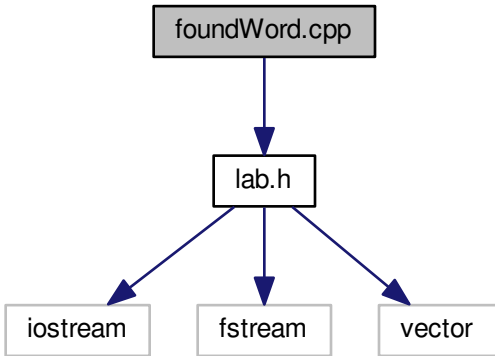 foundWord.cpp
lab.h
iostream
fstream
vector